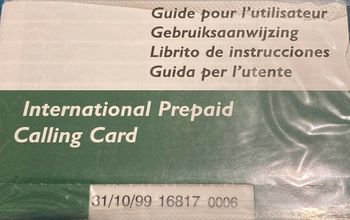 Guide pour l'utilisateur
Gebruiksaanwijzing
Librito de instrucciones
Guida per l'utente
International Prepaid
Calling Card
31/10/99 16817 0006